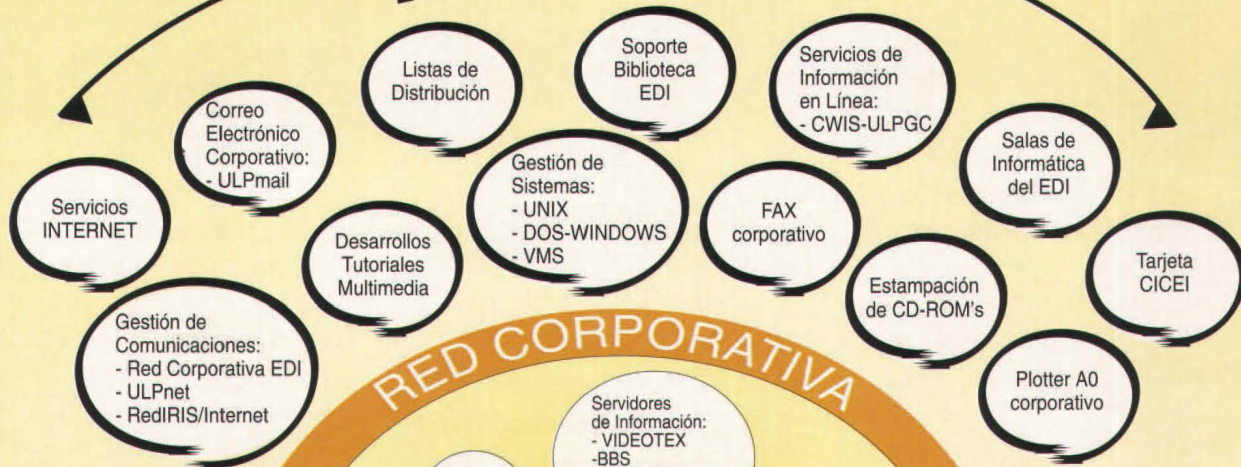 Listas de
Distribución
Soporte
Biblioteca
EDI
Servicios de
Información
en Línea:
- CWIS-ULPGC
Correo
Electrónico
Corporativo:
- ULPmail
Salas de
Informática
del EDI
Servicios
INTERNET
Gestión de
Sistemas:
- UNIX
- DOS-WINDOWS
- VMS
FAX
corporativo
Desarrollos
Tutoriales
Multimedia
Tarjeta
CICEI
Estampación
de CD-ROM's
Gestión de
Comunicaciones:
- Red Corporativa EDI
- ULPnet
- RedIRIS/Internet
Plotter A0
corporativo
RED CORPORATIVA
Servidores
de Información:
- VIDEOTEX
-BBS